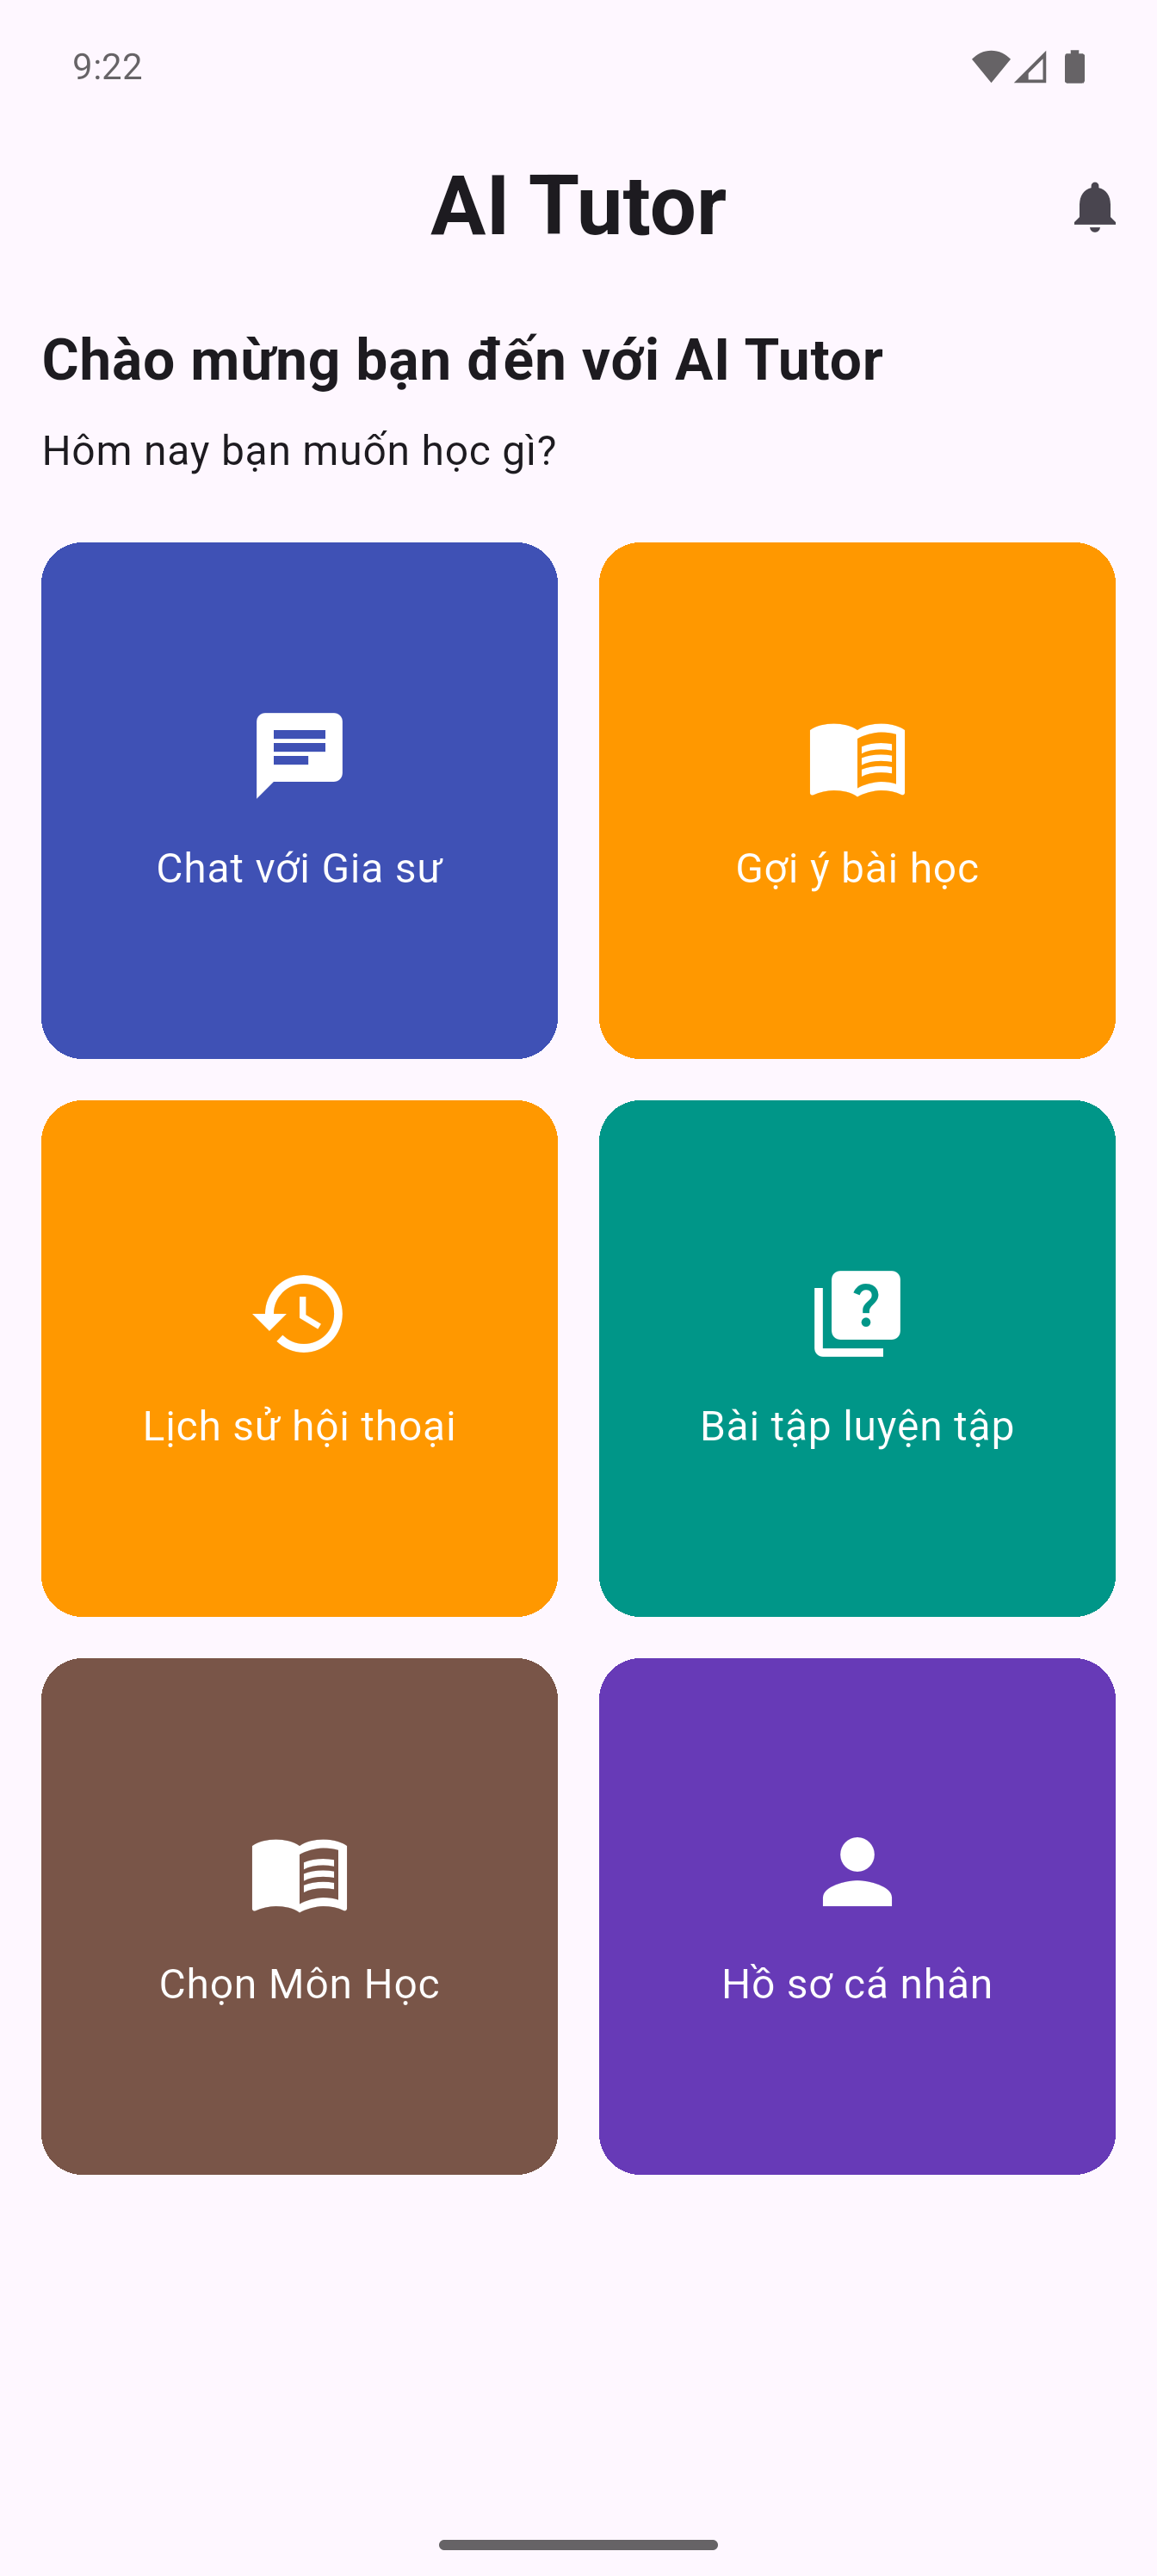 9:22
AI Tutor
Chào mừng bạn đến với AI Tutor
Hôm nay bạn muốn học gì?
Chat với Gia sư
Gợi ý bài học
Lịch sử hội thoại
?
Bài tập luyện tập
Chọn Môn Học
Hồ sơ cá nhân